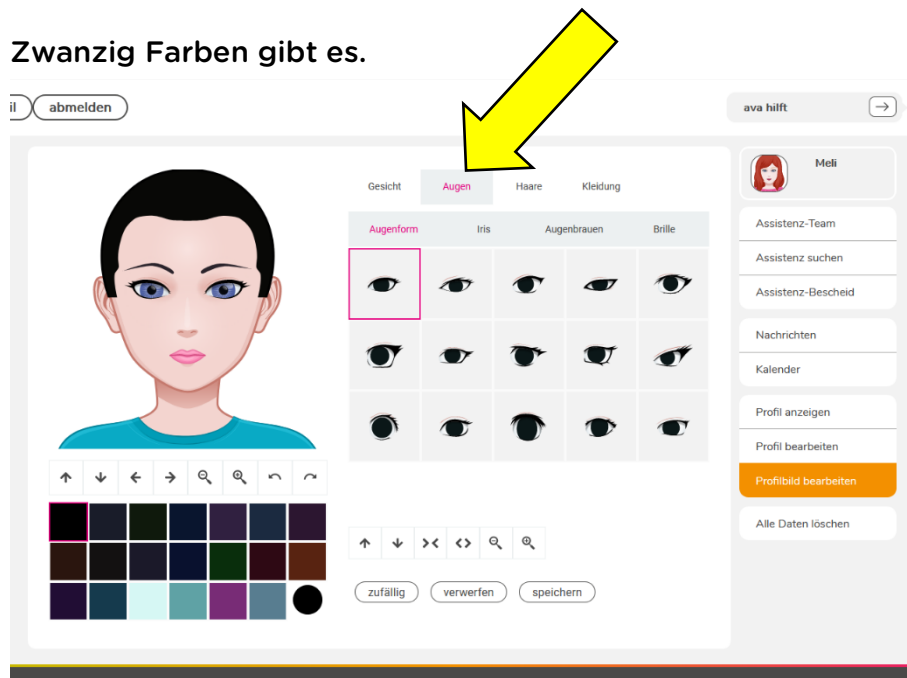 Zwanzig Farben gibt es.
il abmelden
ava hilft
Meli
Gesicht Augen Haare Kleidung
Augenform Iris Augenbrauen Brille
Assistenz-Team
Assistenz suchen
Assistenz-Bescheid
Nachrichten
Kalender
Profil anzeigen
Profil bearbeiten
Profilbild bearbeiten
Alle Daten löschen
zufällig verwerfen speichern